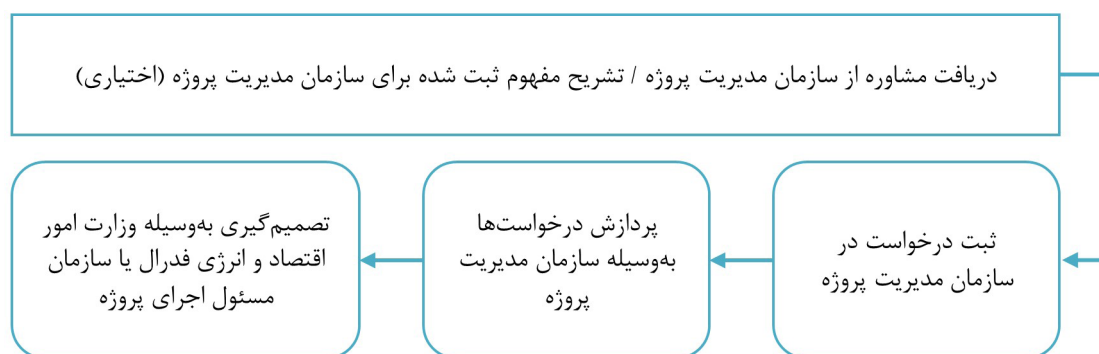 دریافت مشاوره از سازمان مدیریت پروژه / تشریح مفهوم ثبت شده برای سازمان مدیریت پروژه (اختیاری)
ثبت درخواست در
سازمان مدیریت پروژه
پردازش درخواست‌ها
به‌وسیله سازمان مدیریت
پروژه
تصمیم‌گیری به‌وسیله وزارت امور
اقتصاد و انرژی فدرال یا سازمان
مسئول اجرای پروژه